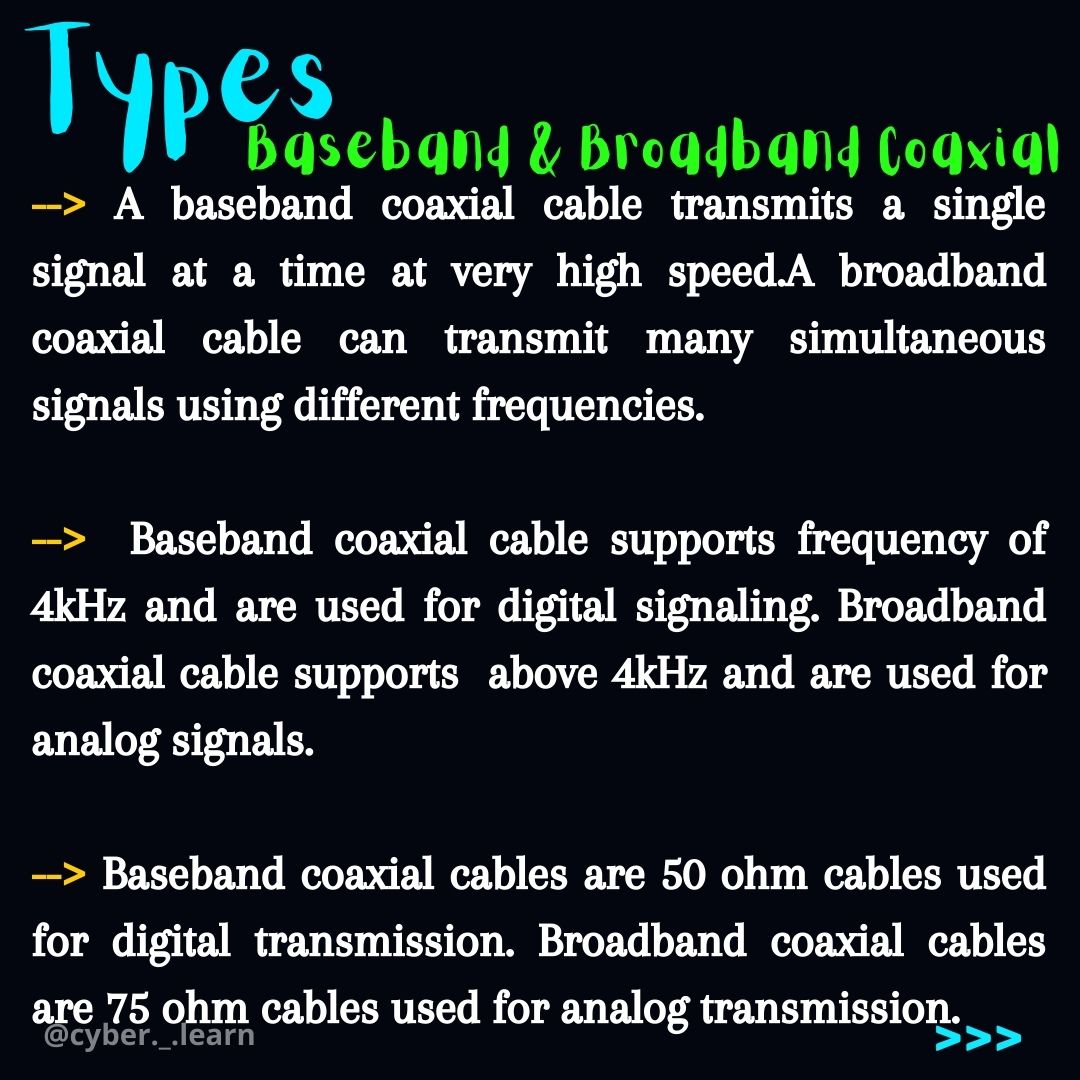 Types
Baseband & Broadband Coaxial
--> A baseband coaxial cable transmits a single
signal at a time at very high speed.A broadband
coaxial cable can transmit many simultaneous
signals using different frequencies.
--> Baseband coaxial cable supports frequency of
4kHz and are used for digital signaling. Broadband
coaxial cable supports above 4kHz and are used for
analog signals.
--> Baseband coaxial cables are 50 ohm cables used
for digital transmission. Broadband coaxial cables
are 75 ohm cables used for analog transmission.
@cyber._.learn
>>>